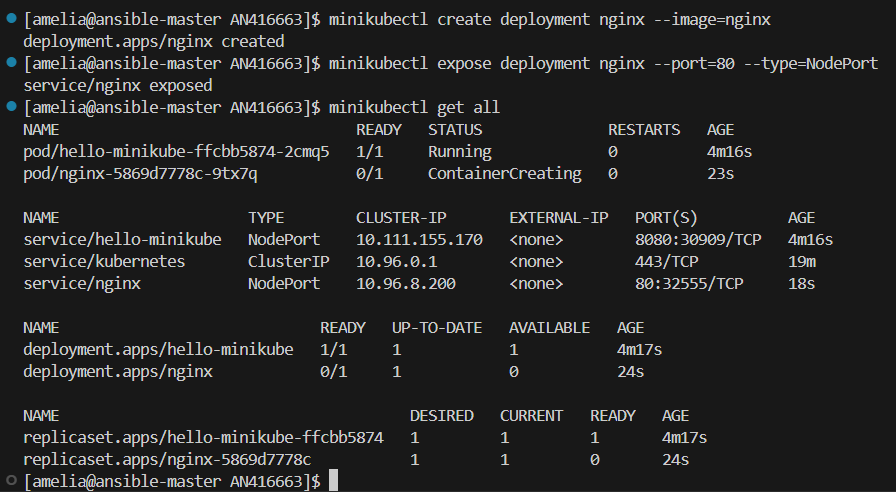 [amelia@ansible-master AN416663]$ minikubectl create deployment nginx --image=nginx
deployment.apps/nginx created
[amelia@ansible-master AN416663]$ minikubectl expose deployment nginx --port=80 --type=NodePort
service/nginx exposed
[amelia@ansible-master AN416663]$ minikubectl get all
NAME READY STATUS RESTARTS AGE
pod/hello-minikube-ffcbb5874-2cmq5 1/1 Running 0 4m16s
pod/nginx-5869d7778c-9tx7q 0/1 ContainerCreating 0 23s
NAME TYPE CLUSTER-IP EXTERNAL-IP PORT(S) AGE
service/hello-minikube NodePort 10.111.155.170 <none> 8080:30909/TCP 4m16s
service/kubernetes ClusterIP 10.96.0.1 <none> 443/TCP 19m
service/nginx NodePort 10.96.8.200 <none> 80:32555/TCP 18s
NAME READY UP-TO-DATE AVAILABLE AGE
deployment.apps/hello-minikube 1/1 1 1 4m17s
deployment.apps/nginx 0/1 1 0 24s
NAME DESIRED CURRENT READY AGE
replicaset.apps/hello-minikube-ffcbb5874 1 1 1 4m17s
replicaset.apps/nginx-5869d7778c 1 1 0 24s
[amelia@ansible-master AN416663]$